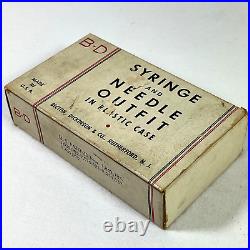 B-D
MADE
IN
U.S.A.
SYRINGE
AND
NEEDLE
OUTFIT
IN PLASTIC CASE
BECTON, DICKINSON & CO., RUTHERFORD, N. J.
B-D